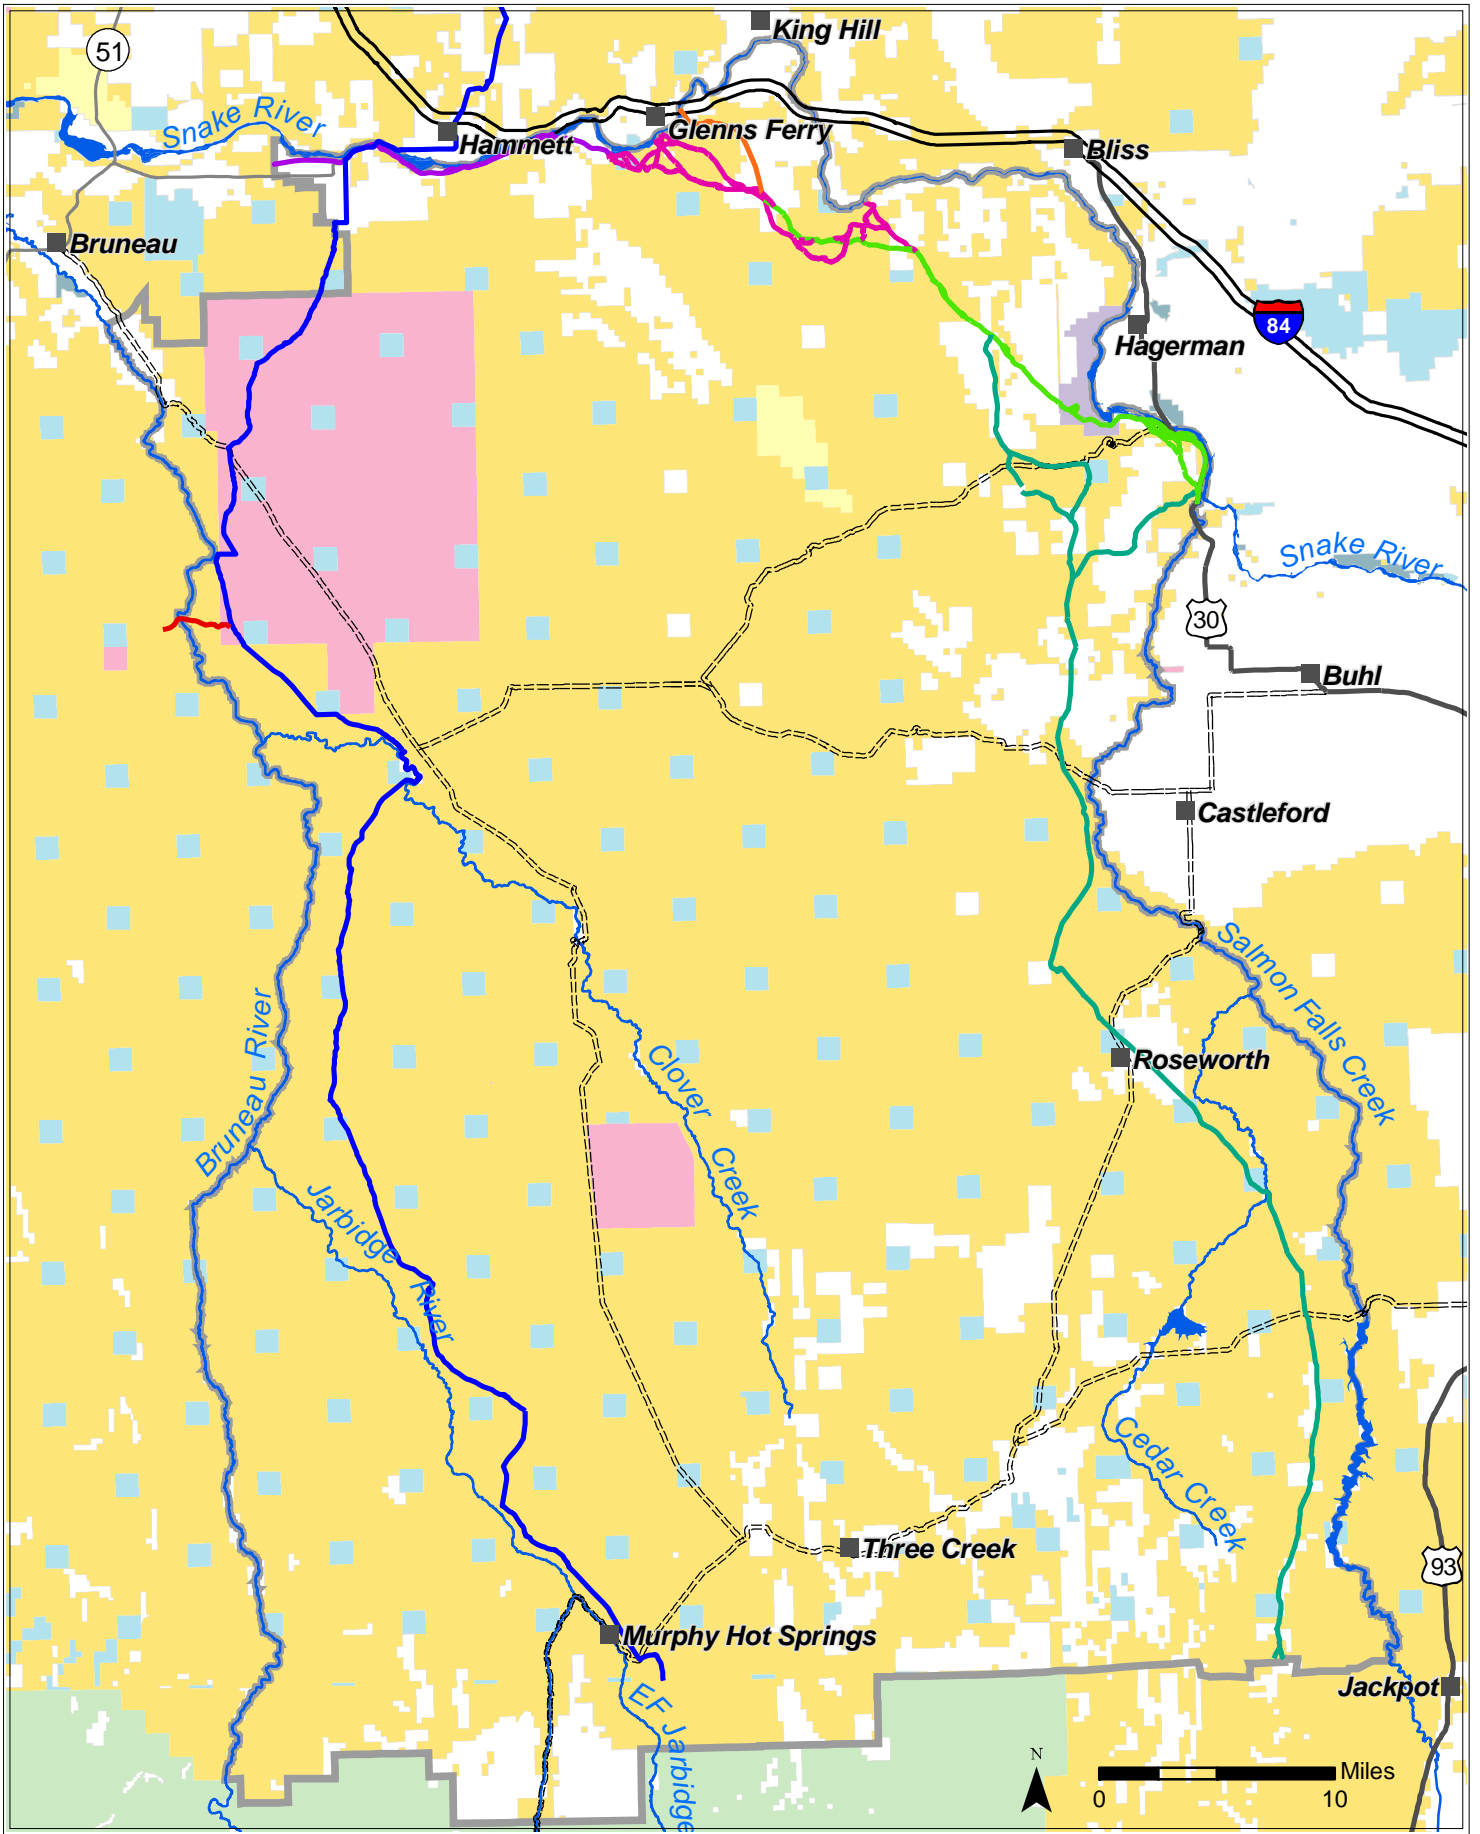 King Hill
51
Snake River
Glenns Ferry
Hammett
Bliss
Bruneau
84
Hagerman
Snake River
30
Buhl
Castleford
Salmon Falls Creek
Bruneau River
Clover Creek
Roseworth
Jarbidge River
Cedar Creek
Three Creek
93
Murphy Hot Springs
Jackpot
EF Jarbidge
N
Miles
0 10